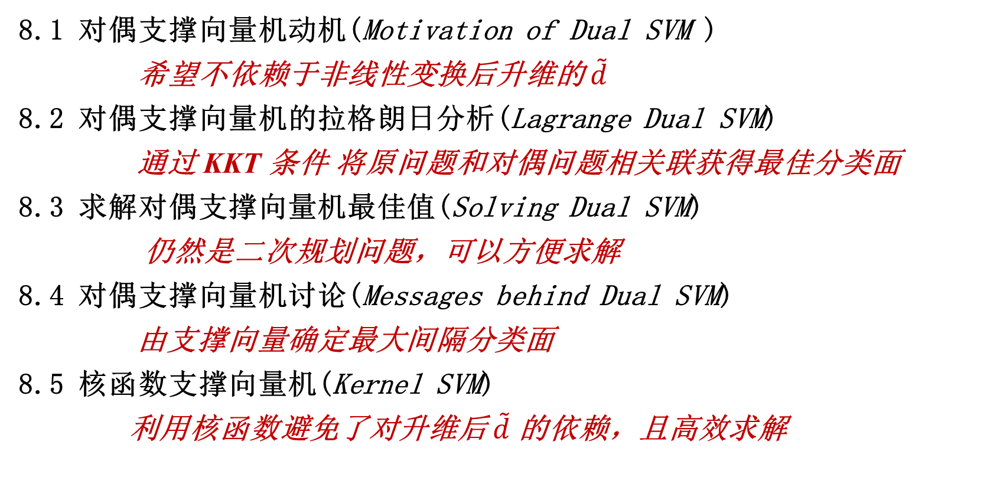 8.1 对偶支撑向量机动机(Motivation of Dual SVM )
希望不依赖于非线性变换后升维的 d̃
8.2 对偶支撑向量机的拉格朗日分析(Lagrange Dual SVM)
通过 KKT 条件 将原问题和对偶问题相关联获得最佳分类面
8.3 求解对偶支撑向量机最佳值(Solving Dual SVM)
仍然是二次规划问题，可以方便求解
8.4 对偶支撑向量机讨论(Messages behind Dual SVM)
由支撑向量确定最大间隔分类面
8.5 核函数支撑向量机(Kernel SVM)
利用核函数避免了对升维后 d̃ 的依赖，且高效求解